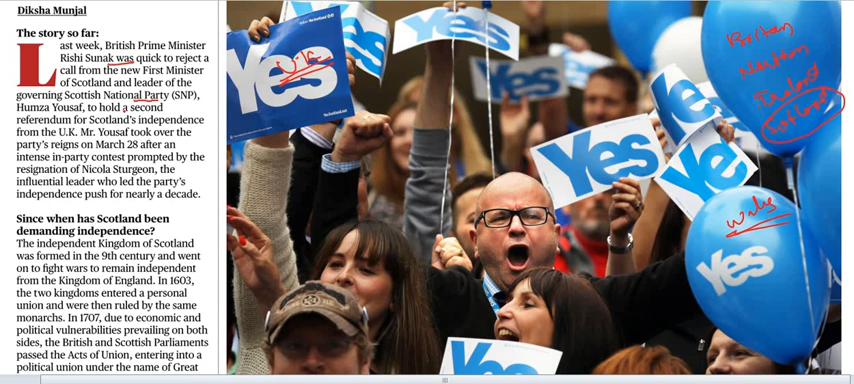 Diksha Munjal
The story so far:
Last week, British Prime Minister
Rishi Sunak was quick to reject a
call from the new First Minister
of Scotland and leader of the
governing Scottish National Party (SNP),
Humza Yousaf, to hold a second
referendum for Scotland's independence
from the U.K. Mr. Yousaf took over the
party's reigns on March 28 after an
intense in-party contest prompted by the
resignation of Nicola Sturgeon, the
influential leader who led the party's
independence push for nearly a decade.
Since when has Scotland been
demanding independence?
The independent Kingdom of Scotland
was formed in the 9th century and went
on to fight wars to remain independent
from the Kingdom of England. In 1603,
the two kingdoms entered a personal
union and were then ruled by the same
monarchs. In 1707, due to economic and
political vulnerabilities prevailing on both
sides, the British and Scottish Parliaments
passed the Acts of Union, entering into a
political union under the name of Great
Yes
U.K
Yes
Yes
Yes
Yes
Yes
Ireland
Scotland
Wales
Yes
Yes